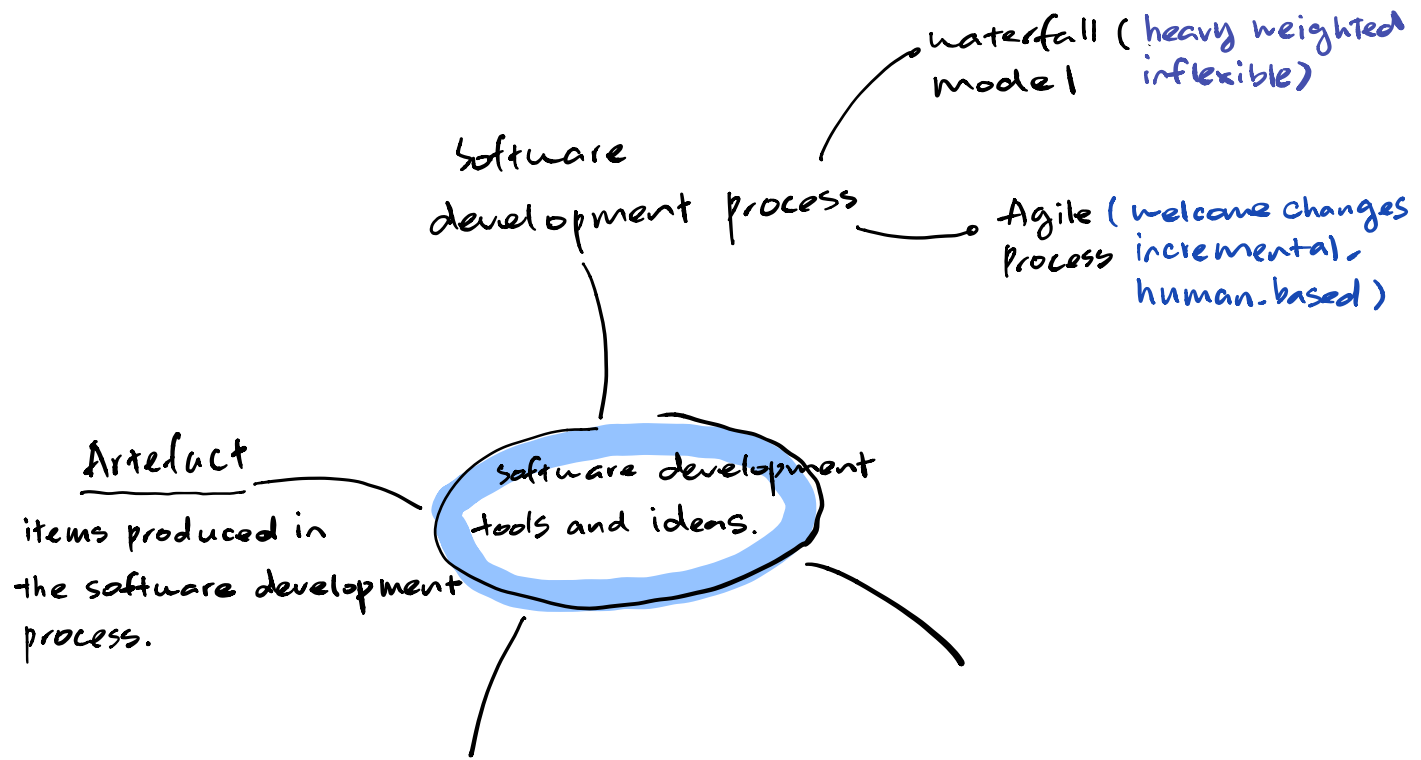 waterfall ( heavy weighted
model inflexible)
software
development process
Agile ( welcome changes
process incremental,
human-based )
Artefact
items produced in
the software development
process.
software development
tools and ideas.